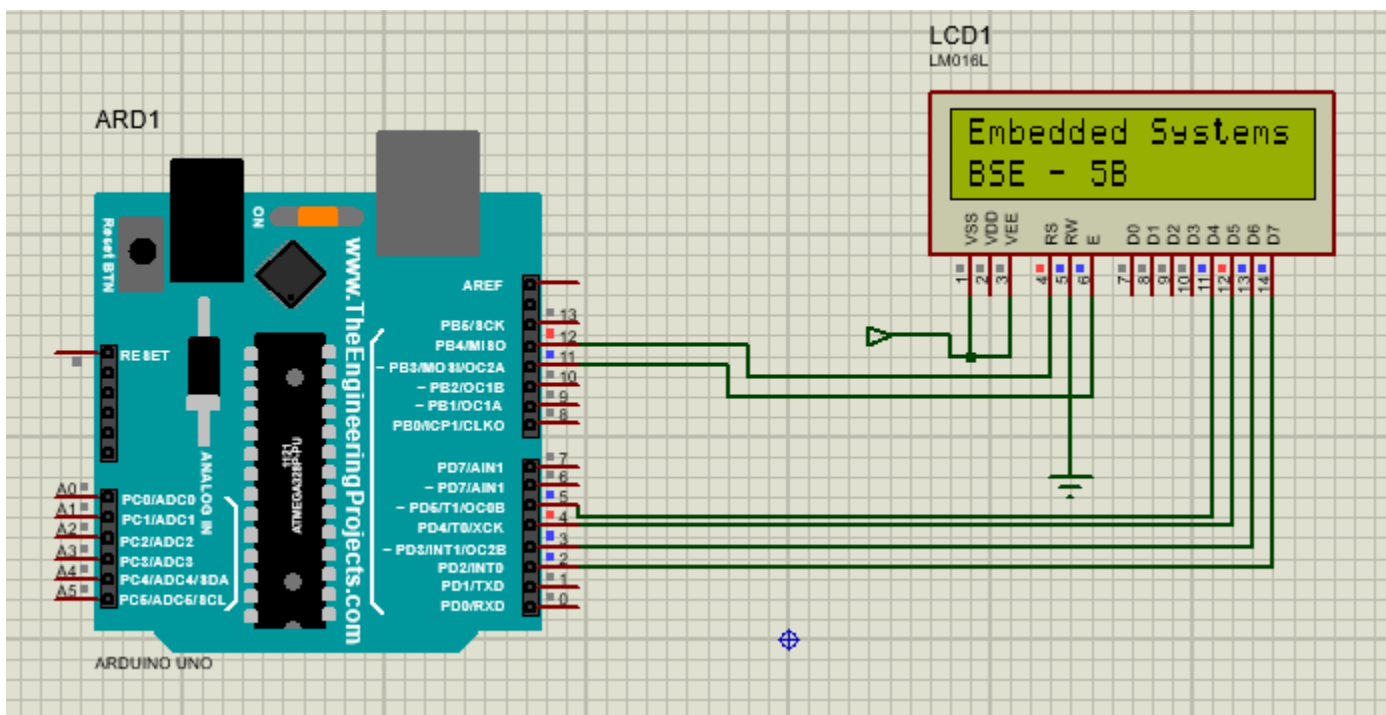 LCD1
LM016L
Embedded Systems
BSE - 5B
VSS
VDD
VEE
RS
RW
E
D0
D1
D2
D3
D4
D5
D6
D7
1
2
3
4
5
6
7
8
9
10
11
12
13
14
ARD1
Reset BTN
ON
www.TheEngineeringProjects.com
ATMEGA328P-PU
1121
ANALOG IN
RESET
AREF
PB5/SCK
13
PB4/MISO
12
~ PB3/MOSI/OC2A
11
~ PB2/OC1B
10
~ PB1/OC1A
9
PB0/ICP1/CLKO
8
PD7/AIN1
7
~ PD7/AIN1
6
~ PD5/T1/OC0B
5
PD4/T0/XCK
4
~ PD3/INT1/OC2B
3
PD2/INT0
2
PD1/TXD
1
PD0/RXD
0
A0
PC0/ADC0
A1
PC1/ADC1
A2
PC2/ADC2
A3
PC3/ADC3
A4
PC4/ADC4/SDA
A5
PC5/ADC5/SCL
ARDUINO UNO